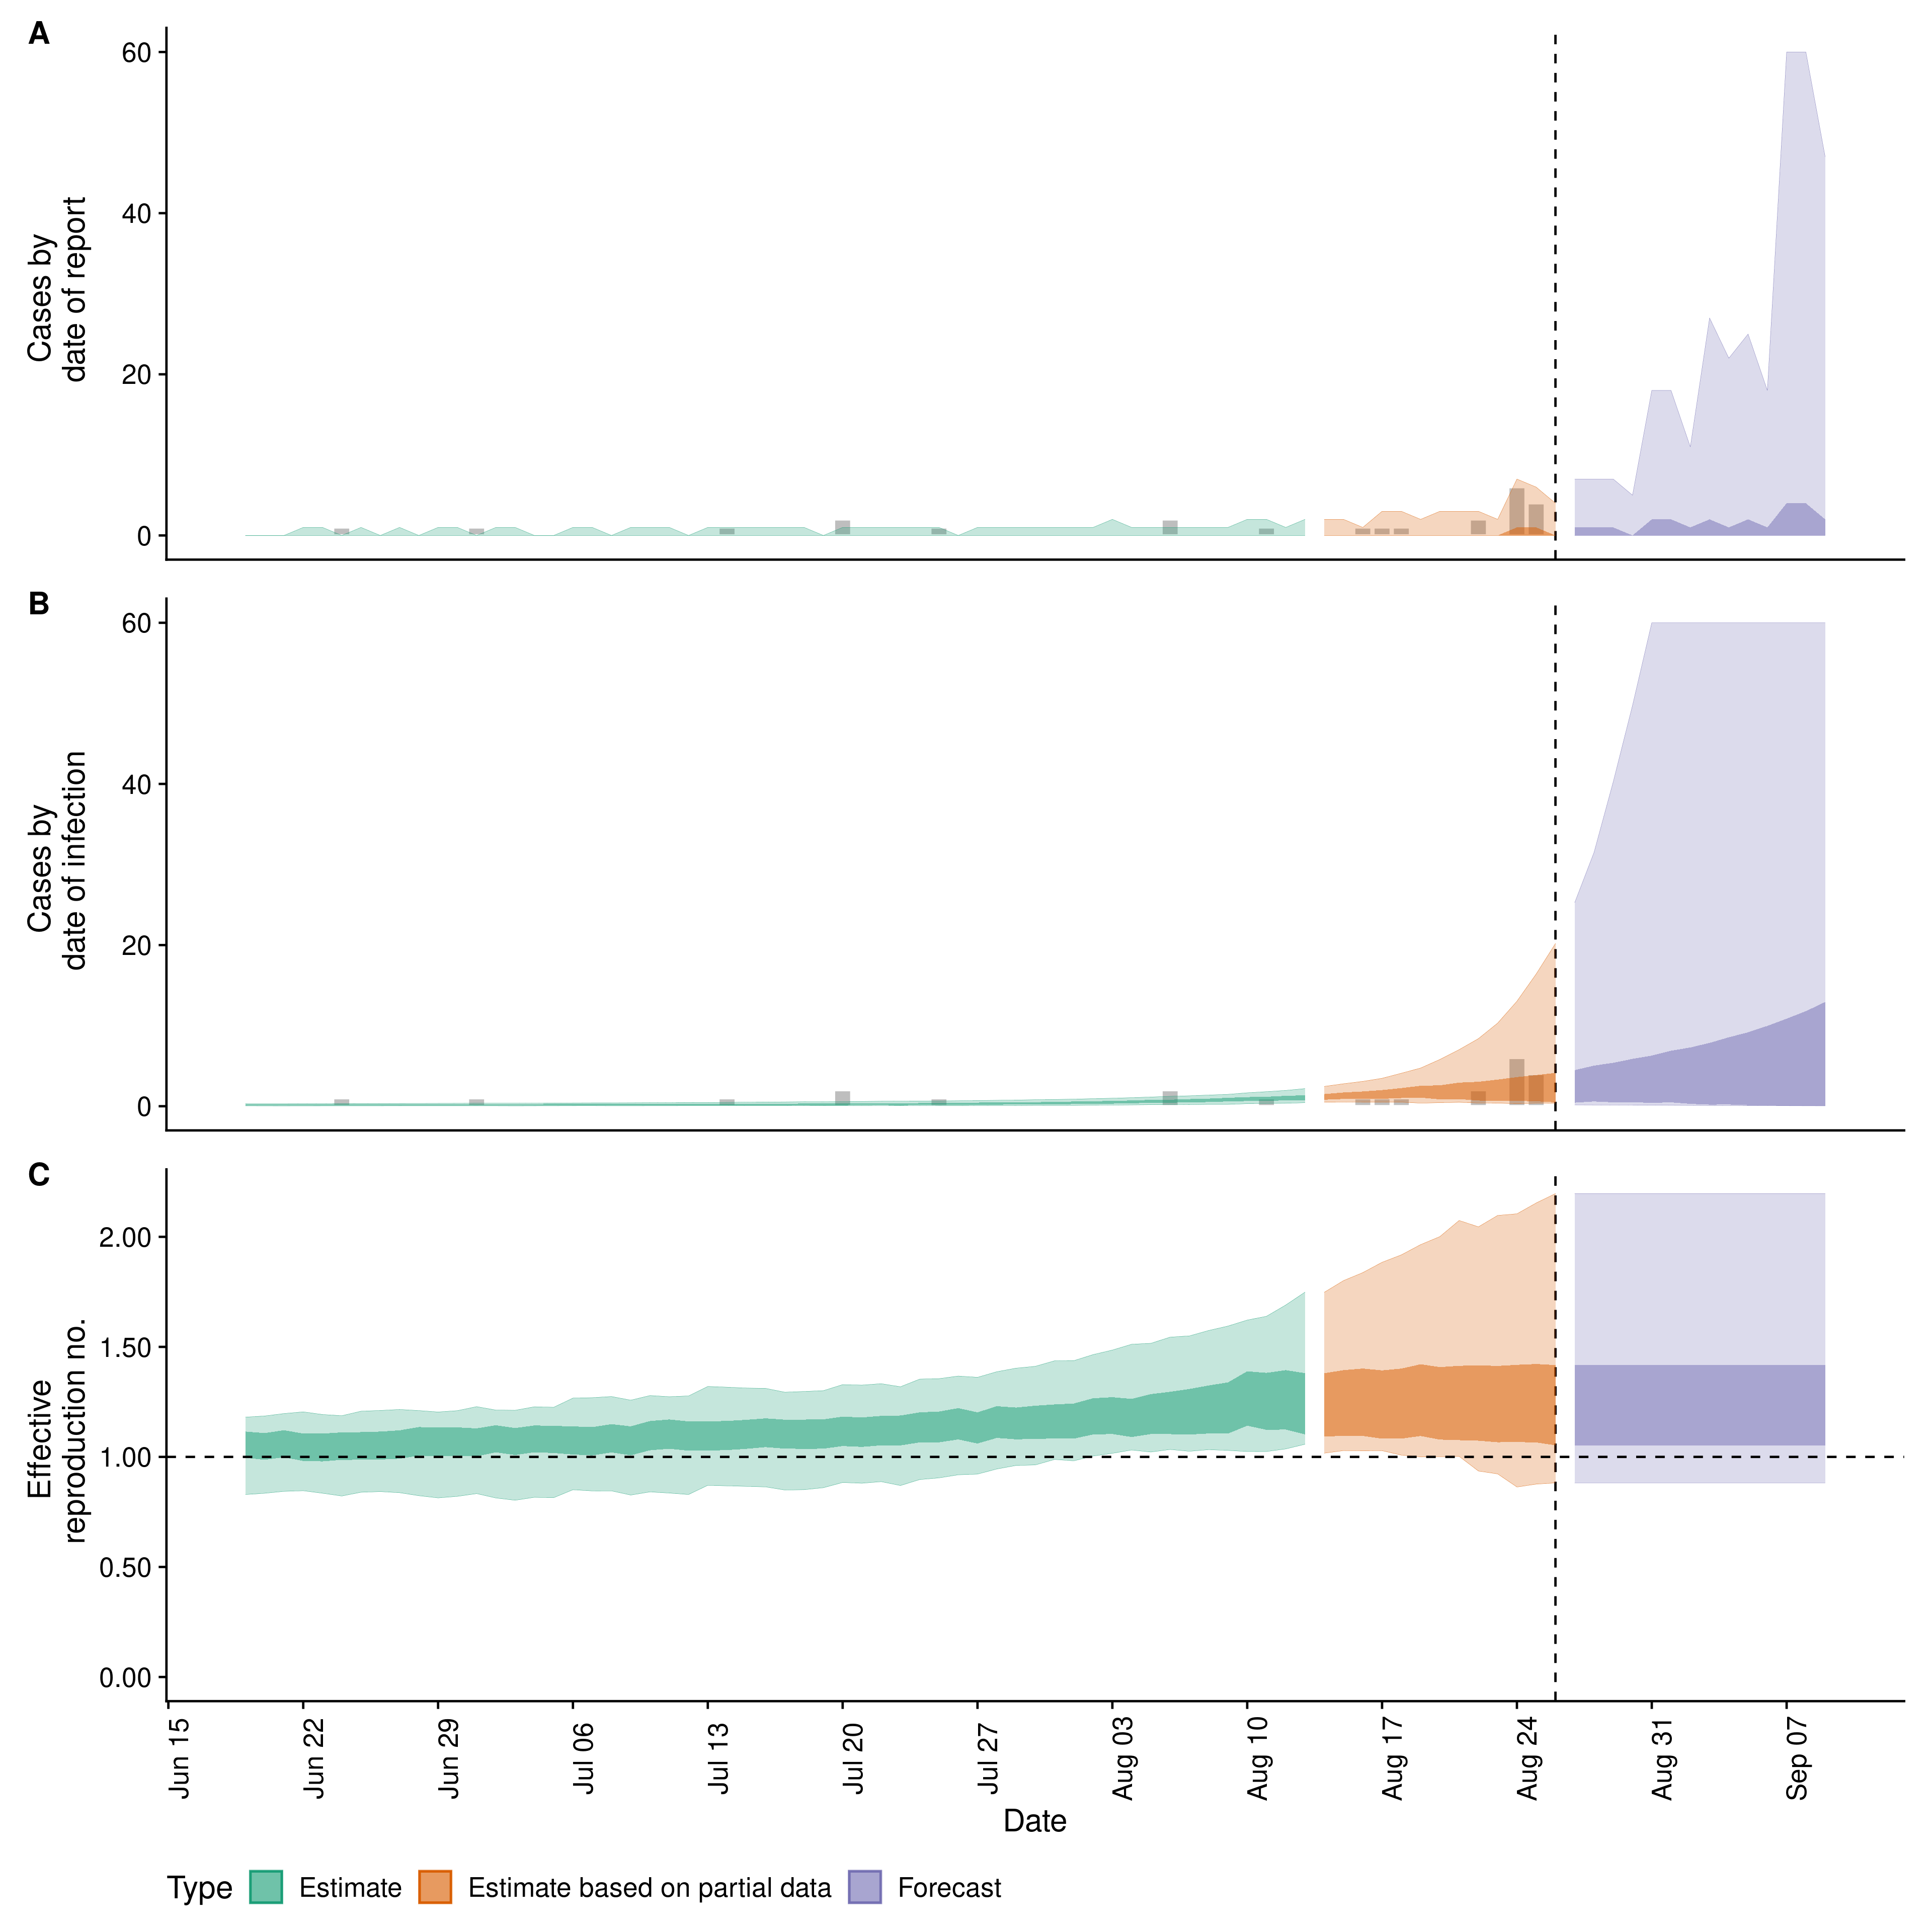 A
60
40
20
0
Cases by
date of report
B
60
40
20
0
Cases by
date of infection
C
2.00
1.50
1.00
0.50
0.00
Effective
reproduction no.
Jun 15
Jun 22
Jun 29
Jul 06
Jul 13
Jul 20
Jul 27
Aug 03
Aug 10
Aug 17
Aug 24
Aug 31
Sep 07
Date
Type Estimate Estimate based on partial data Forecast